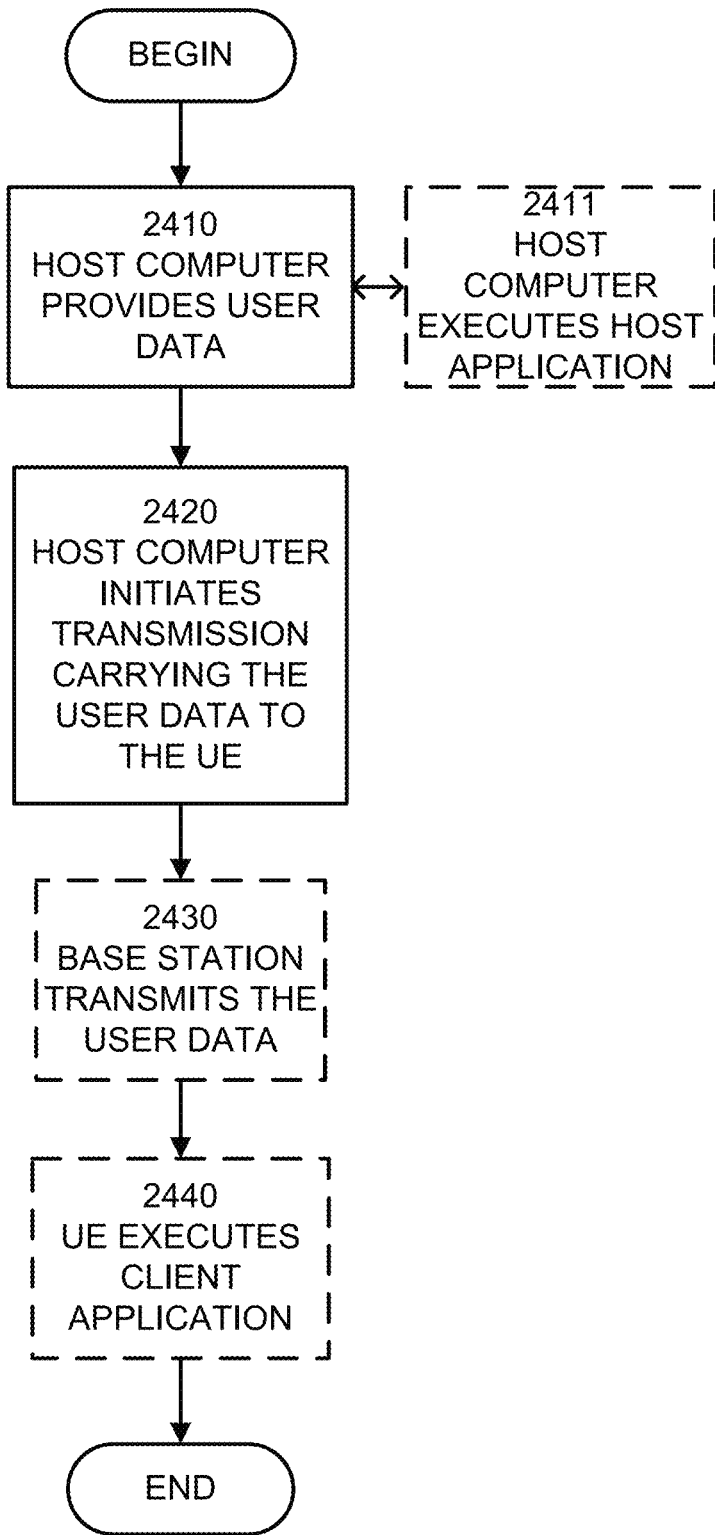 BEGIN
2410
HOST COMPUTER
PROVIDES USER
DATA
2411
HOST
COMPUTER
EXECUTES HOST
APPLICATION
2420
HOST COMPUTER
INITIATES
TRANSMISSION
CARRYING THE
USER DATA TO
THE UE
2430
BASE STATION
TRANSMITS THE
USER DATA
2440
UE EXECUTES
CLIENT
APPLICATION
END